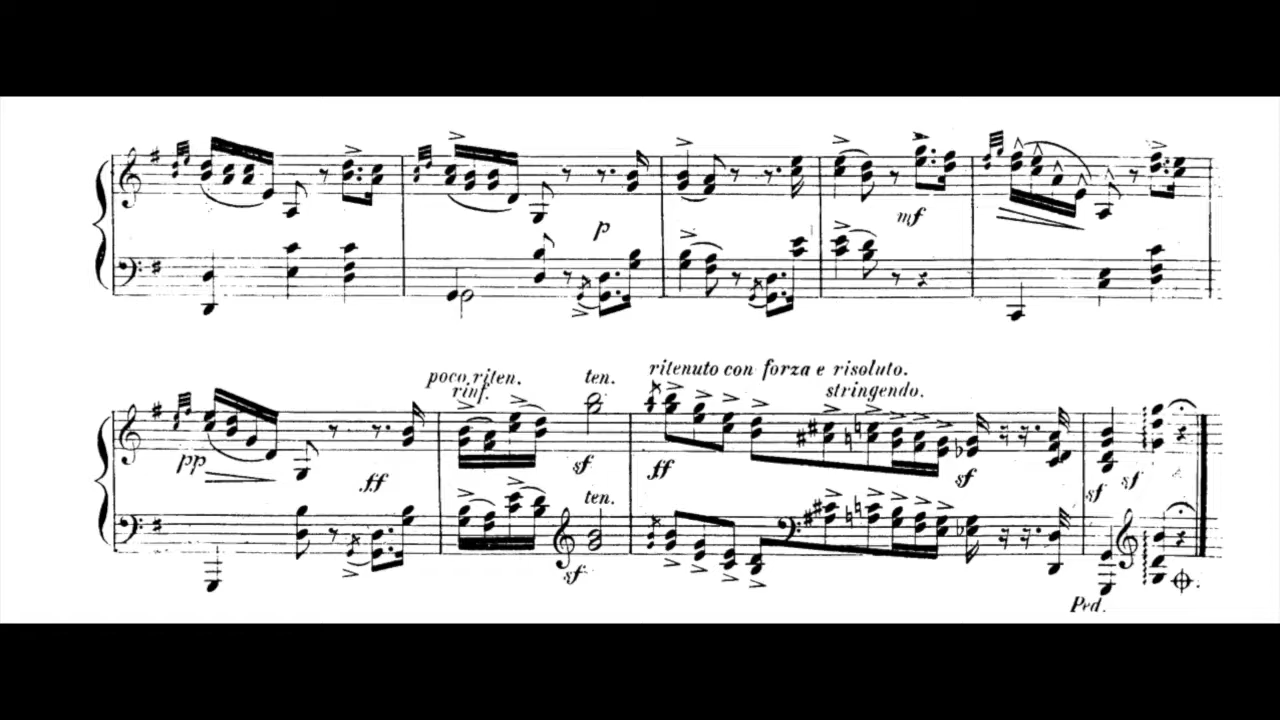 p
mf
poco riten.
rinf.
ten.
ritenuto con forza e risoluto.
stringendo.
pp
ff
sf
ff
sf
sf
sf
ten.
sf
Ped.